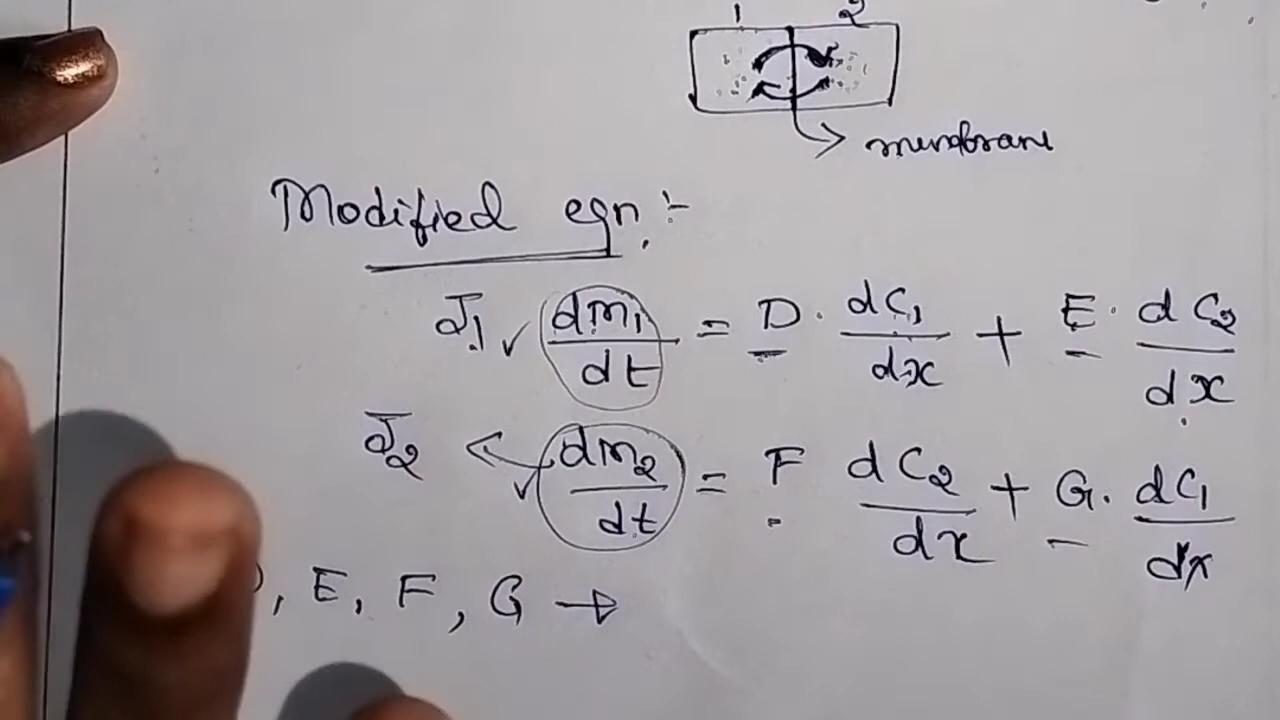 1 2
membrane
Modified eqn :-
J1 ✓ dm1/dt = D · dC1/dx + E · dC2/dx
J2 ← ✓ dm2/dt = F dC2/dx + G · dC1/dx
, E, F, G →